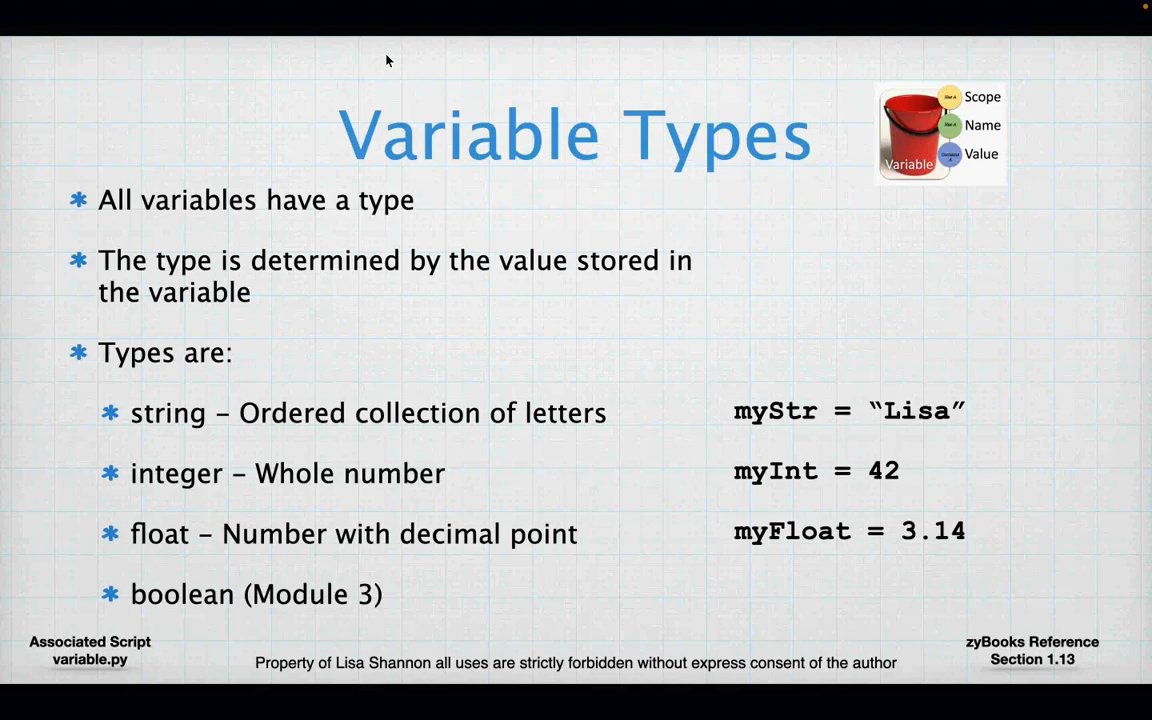 Variable Types
Scope
Name
Value
Variable
* All variables have a type
* The type is determined by the value stored in
the variable
* Types are:
* string – Ordered collection of letters
myStr = “Lisa”
* integer – Whole number
myInt = 42
* float – Number with decimal point
myFloat = 3.14
* boolean (Module 3)
Associated Script
variable.py
Property of Lisa Shannon all uses are strictly forbidden without express consent of the author
zyBooks Reference
Section 1.13